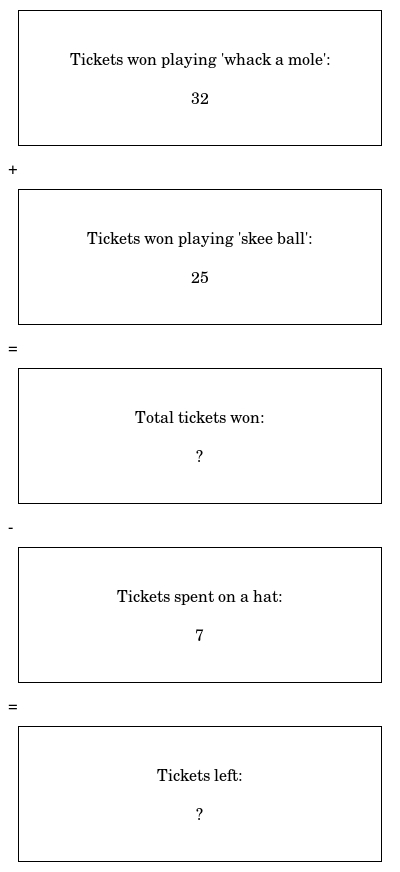 Tickets won playing 'whack a mole':
32
+
Tickets won playing 'skee ball':
25
=
Total tickets won:
?
-
Tickets spent on a hat:
7
=
Tickets left:
?